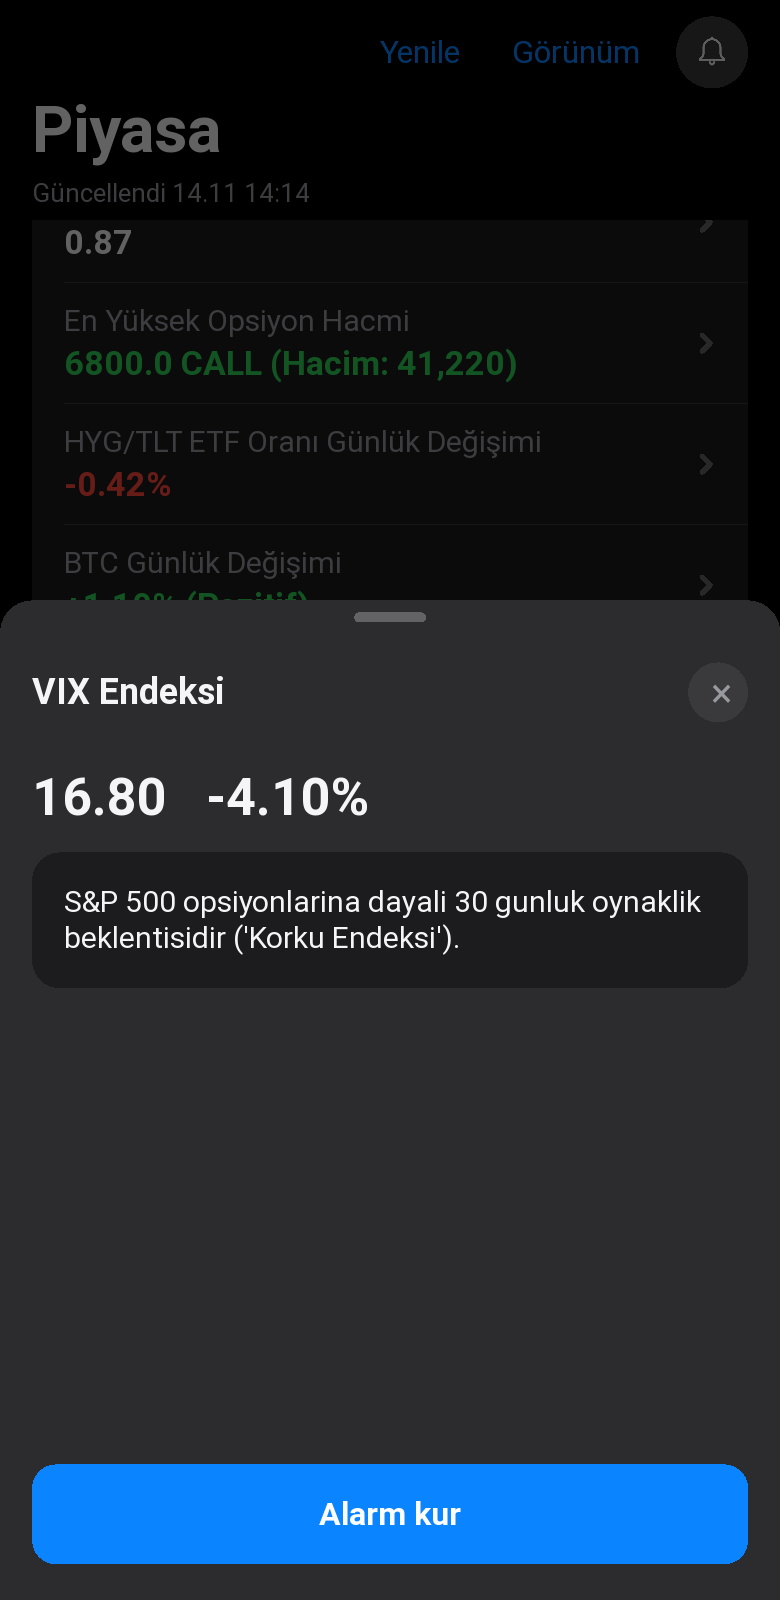 Yenile Görünüm
Piyasa
Güncellendi 14.11 14:14
0.87
En Yüksek Opsiyon Hacmi
6800.0 CALL (Hacim: 41,220)
HYG/TLT ETF Oranı Günlük Değişimi
-0.42%
BTC Günlük Değişimi
VIX Endeksi
16.80 -4.10%
S&P 500 opsiyonlarina dayali 30 gunluk oynaklik
beklentisidir ('Korku Endeksi').
Alarm kur